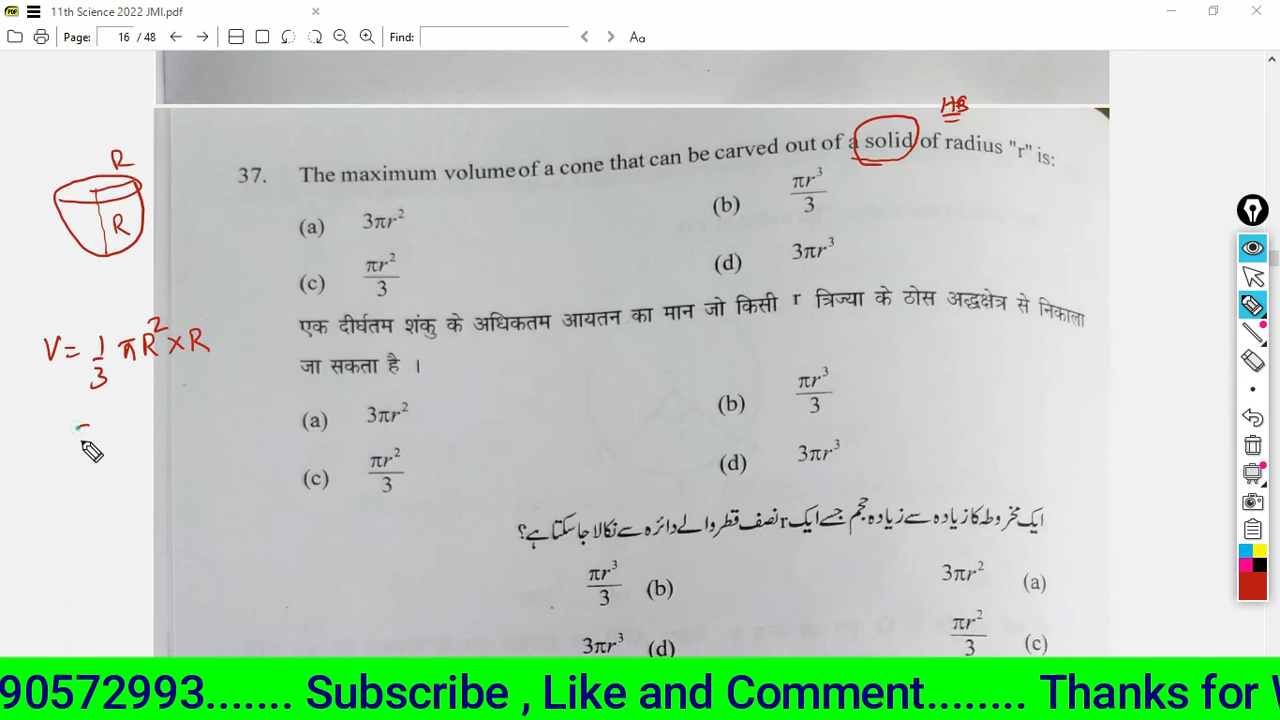 11th Science 2022 JMI.pdf
Page: 16 / 48 Find: Aa
HB
37. The maximum volume of a cone that can be carved out of a solid of radius "r" is:
(a) 3πr² (b) πr³/3
(c) πr²/3 (d) 3πr³
एक दीर्घतम शंकु के अधिकतम आयतन का मान जो किसी r त्रिज्या के ठोस अर्द्धक्षेत्र से निकाला
जा सकता है ।
(a) 3πr² (b) πr³/3
(c) πr²/3 (d) 3πr³
ایک مخروطہ کا زیادہ سے زیادہ حجم جسے ایک r نصف قطر والے دائرہ سے نکالا جا سکتا ہے؟
(a) 3πr² (b) πr³/3
(c) πr²/3 (d) 3πr³
R
R
V = 1/3 πR² × R
90572993....... Subscribe , Like and Comment........ Thanks for